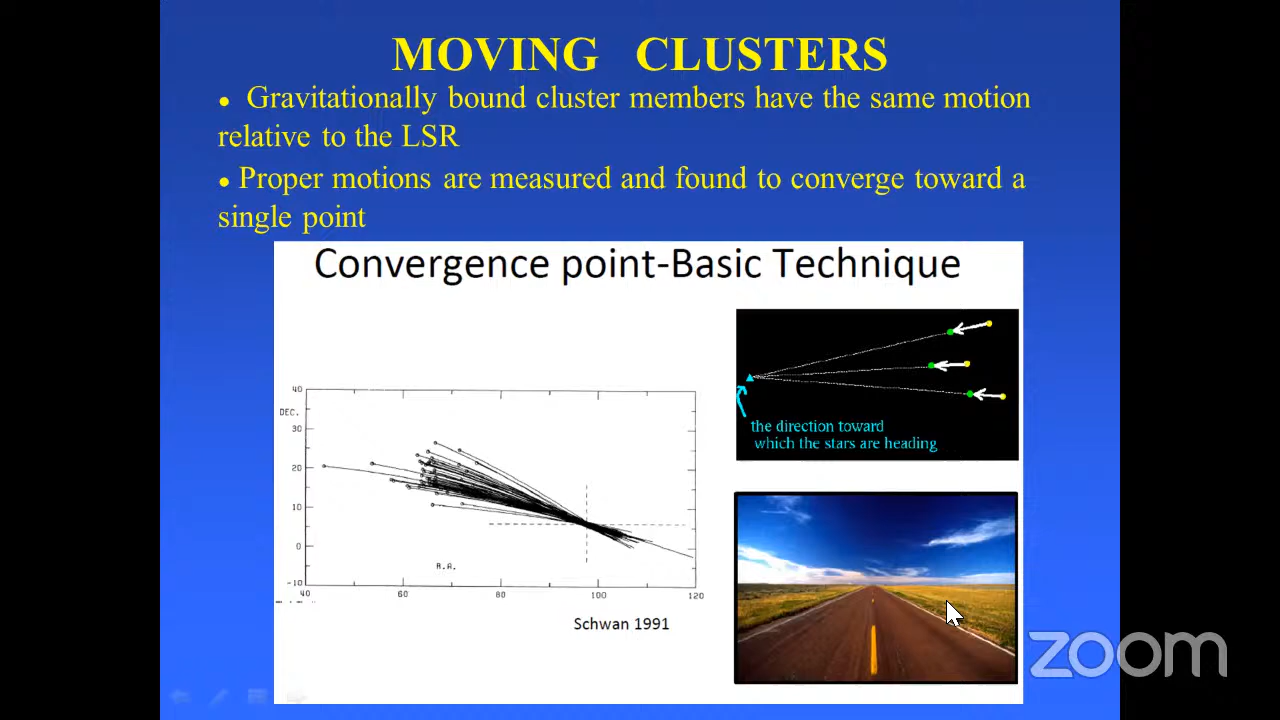 MOVING CLUSTERS
● Gravitationally bound cluster members have the same motion
relative to the LSR
● Proper motions are measured and found to converge toward a
single point
Convergence point-Basic Technique
the direction toward
which the stars are heading
40
DEC.
30
20
10
0
-10
R.A.
40
60
80
100
120
Schwan 1991
zoom